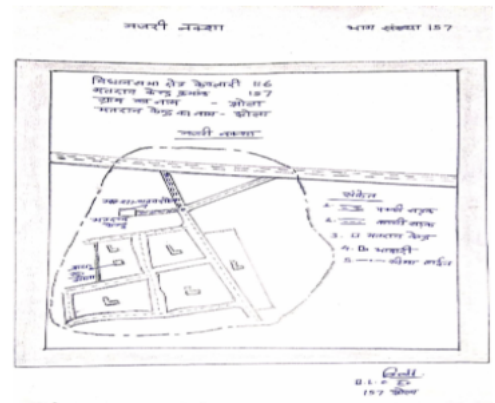 नजरी नक्शा
भाग संख्या 157
विधानसभा क्षेत्र केवलारी 116
मतदान केन्द्र क्रमांक 157
ग्राम का नाम - झोला
मतदान केन्द्र का नाम - झोला
नजरी नक्शा
मतदान केन्द्र
संकेत
1. पक्की सड़क
2. कच्ची सड़क
3. मतदान केन्द्र
4. आबादी
5. सीमा लाईन
B.L.O
157 झोला